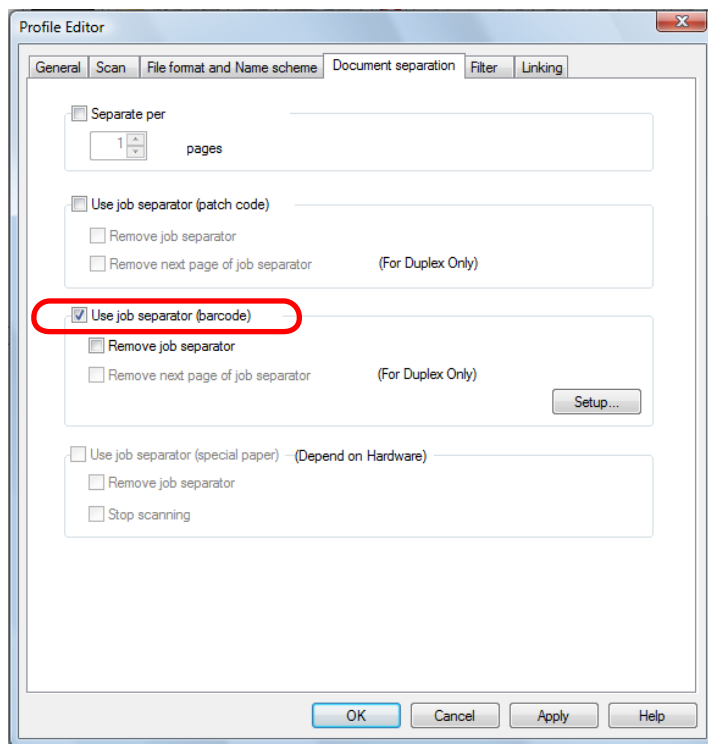 Profile Editor
General Scan File format and Name scheme Document separation Filter Linking
Separate per
1 pages
Use job separator (patch code)
Remove job separator
Remove next page of job separator (For Duplex Only)
Use job separator (barcode)
Remove job separator
Remove next page of job separator (For Duplex Only)
Setup...
Use job separator (special paper) (Depend on Hardware)
Remove job separator
Stop scanning
OK Cancel Apply Help